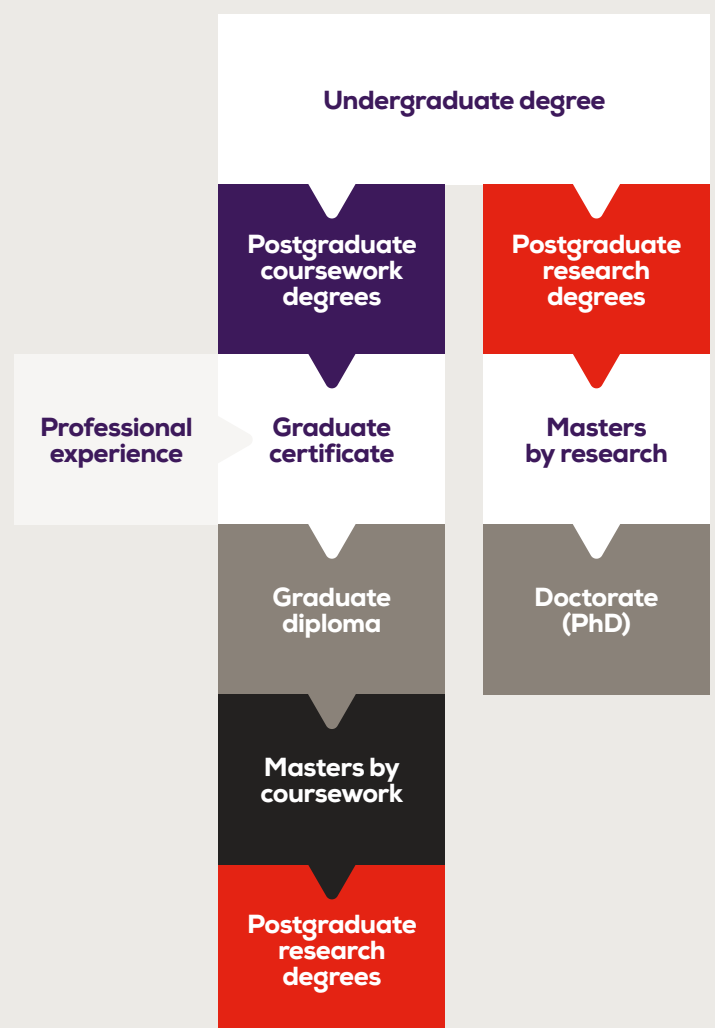 Undergraduate degree
Postgraduate
coursework
degrees
Postgraduate
research
degrees
Professional
experience
Graduate
certificate
Masters
by research
Graduate
diploma
Doctorate
(PhD)
Masters by
coursework
Postgraduate
research
degrees